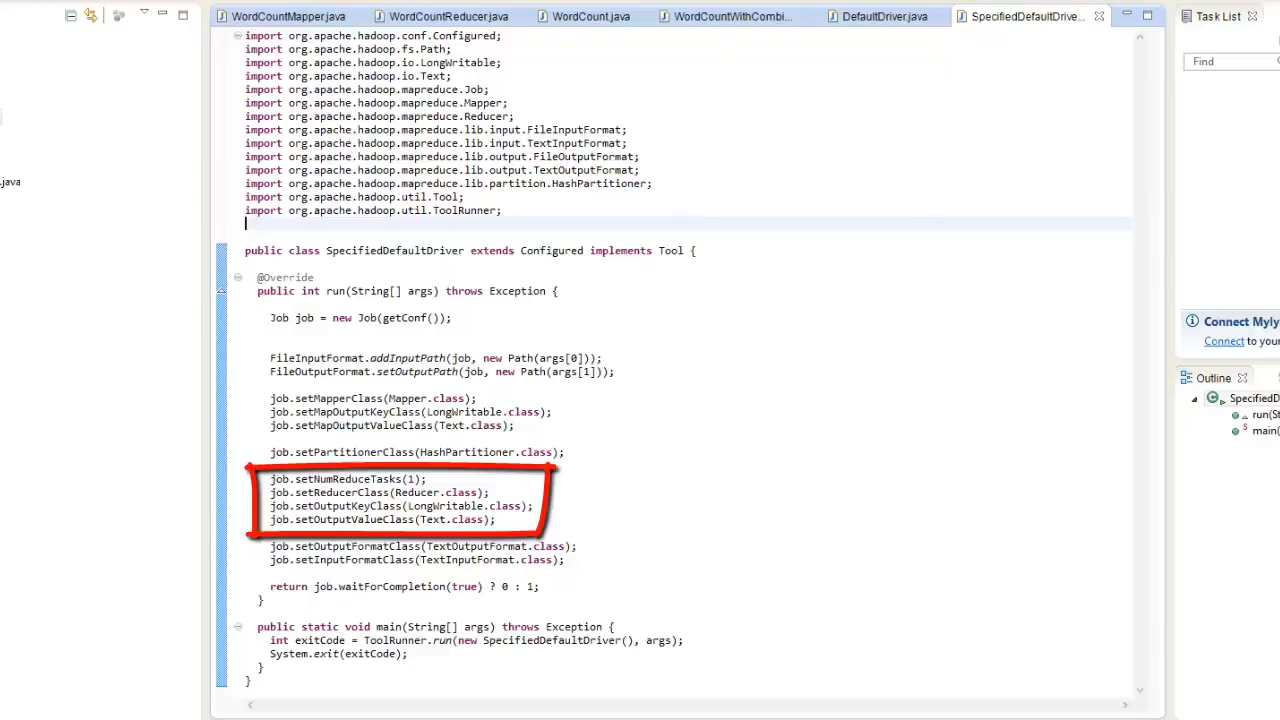 WordCountMapper.java
WordCountReducer.java
WordCount.java
WordCountWithCombi...
DefaultDriver.java
SpecifiedDefaultDrive...
Task List
Find
.java
import org.apache.hadoop.conf.Configured;
import org.apache.hadoop.fs.Path;
import org.apache.hadoop.io.LongWritable;
import org.apache.hadoop.io.Text;
import org.apache.hadoop.mapreduce.Job;
import org.apache.hadoop.mapreduce.Mapper;
import org.apache.hadoop.mapreduce.Reducer;
import org.apache.hadoop.mapreduce.lib.input.FileInputFormat;
import org.apache.hadoop.mapreduce.lib.input.TextInputFormat;
import org.apache.hadoop.mapreduce.lib.output.FileOutputFormat;
import org.apache.hadoop.mapreduce.lib.output.TextOutputFormat;
import org.apache.hadoop.mapreduce.lib.partition.HashPartitioner;
import org.apache.hadoop.util.Tool;
import org.apache.hadoop.util.ToolRunner;
public class SpecifiedDefaultDriver extends Configured implements Tool {
@Override
public int run(String[] args) throws Exception {
Job job = new Job(getConf());
FileInputFormat.addInputPath(job, new Path(args[0]));
FileOutputFormat.setOutputPath(job, new Path(args[1]));
job.setMapperClass(Mapper.class);
job.setMapOutputKeyClass(LongWritable.class);
job.setMapOutputValueClass(Text.class);
job.setPartitionerClass(HashPartitioner.class);
job.setNumReduceTasks(1);
job.setReducerClass(Reducer.class);
job.setOutputKeyClass(LongWritable.class);
job.setOutputValueClass(Text.class);
job.setOutputFormatClass(TextOutputFormat.class);
job.setInputFormatClass(TextInputFormat.class);
return job.waitForCompletion(true) ? 0 : 1;
}
public static void main(String[] args) throws Exception {
int exitCode = ToolRunner.run(new SpecifiedDefaultDriver(), args);
System.exit(exitCode);
}
}
Connect Myly
Connect to your
Outline
SpecifiedD
run(St
main(